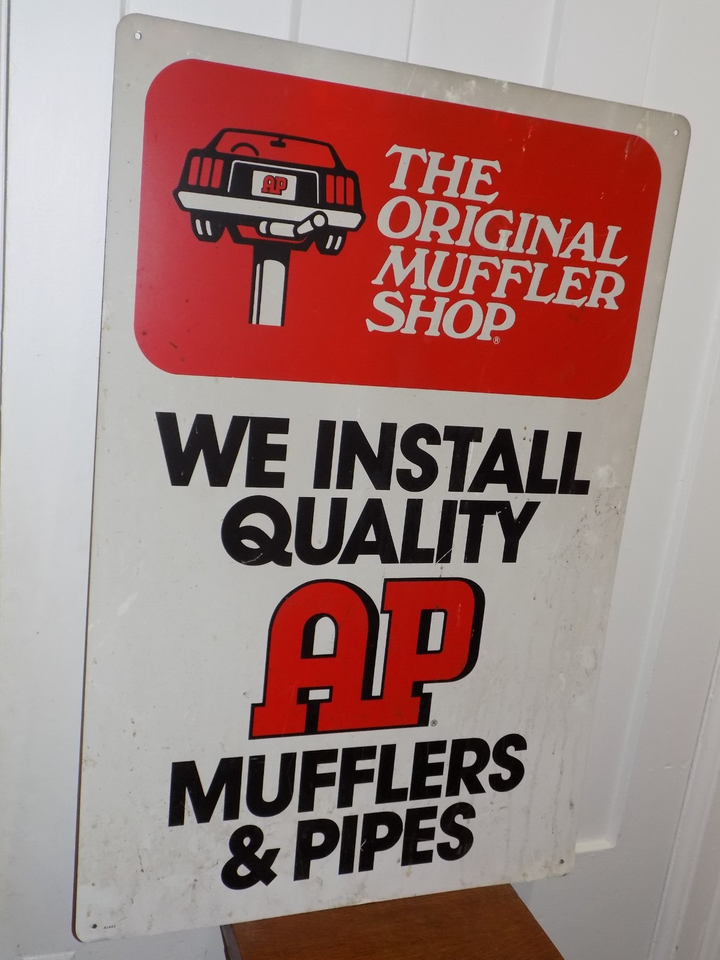 AP
THE
ORIGINAL
MUFFLER
SHOP®
WE INSTALL
QUALITY
AP®
MUFFLERS
& PIPES